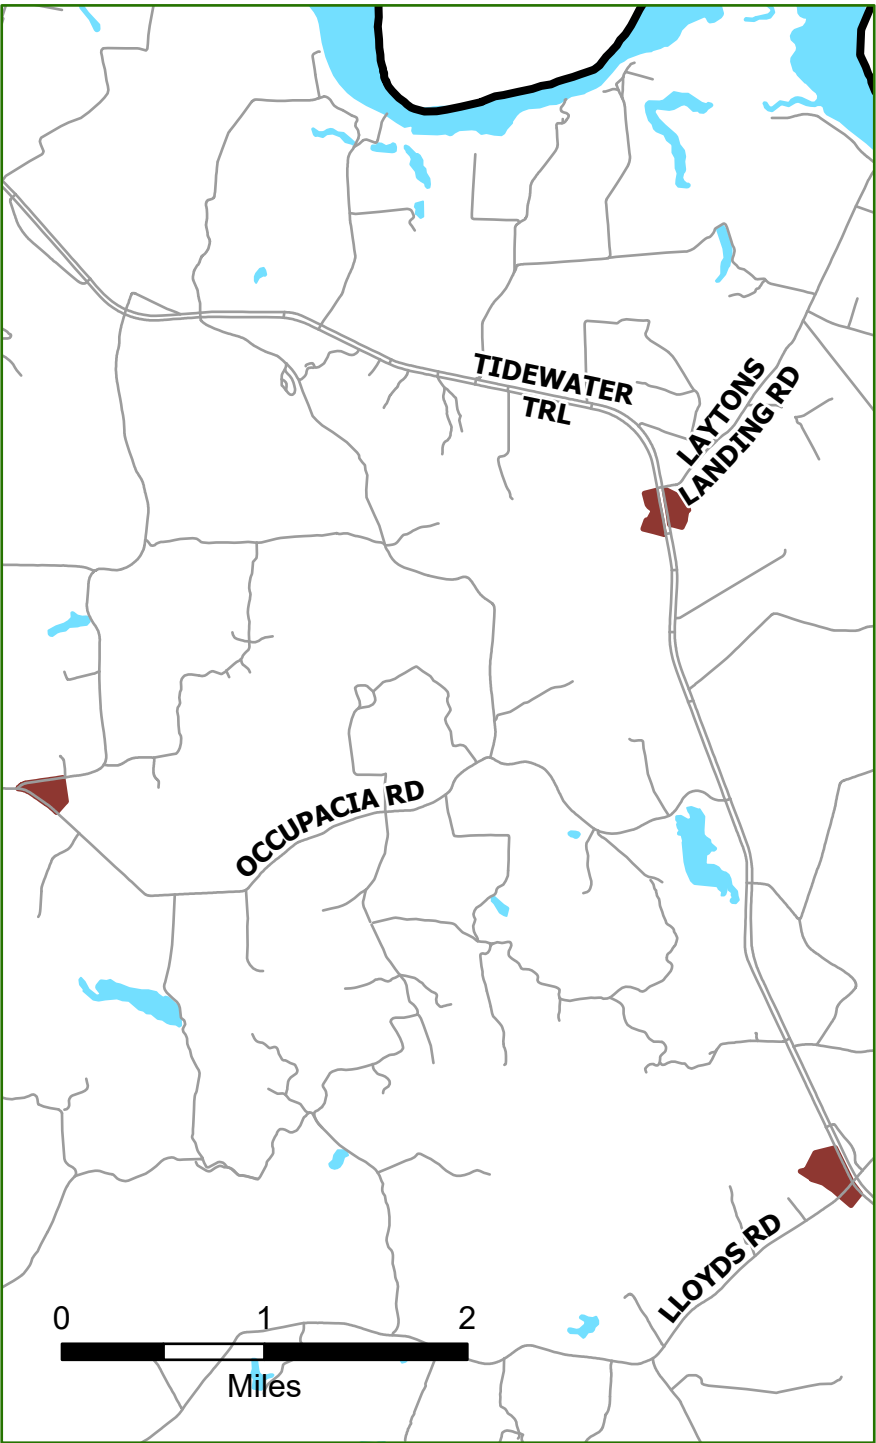 TIDEWATER
TRL
LAYTONS
LANDING RD
OCCUPACIA RD
LLOYDS RD
0 1 2
Miles